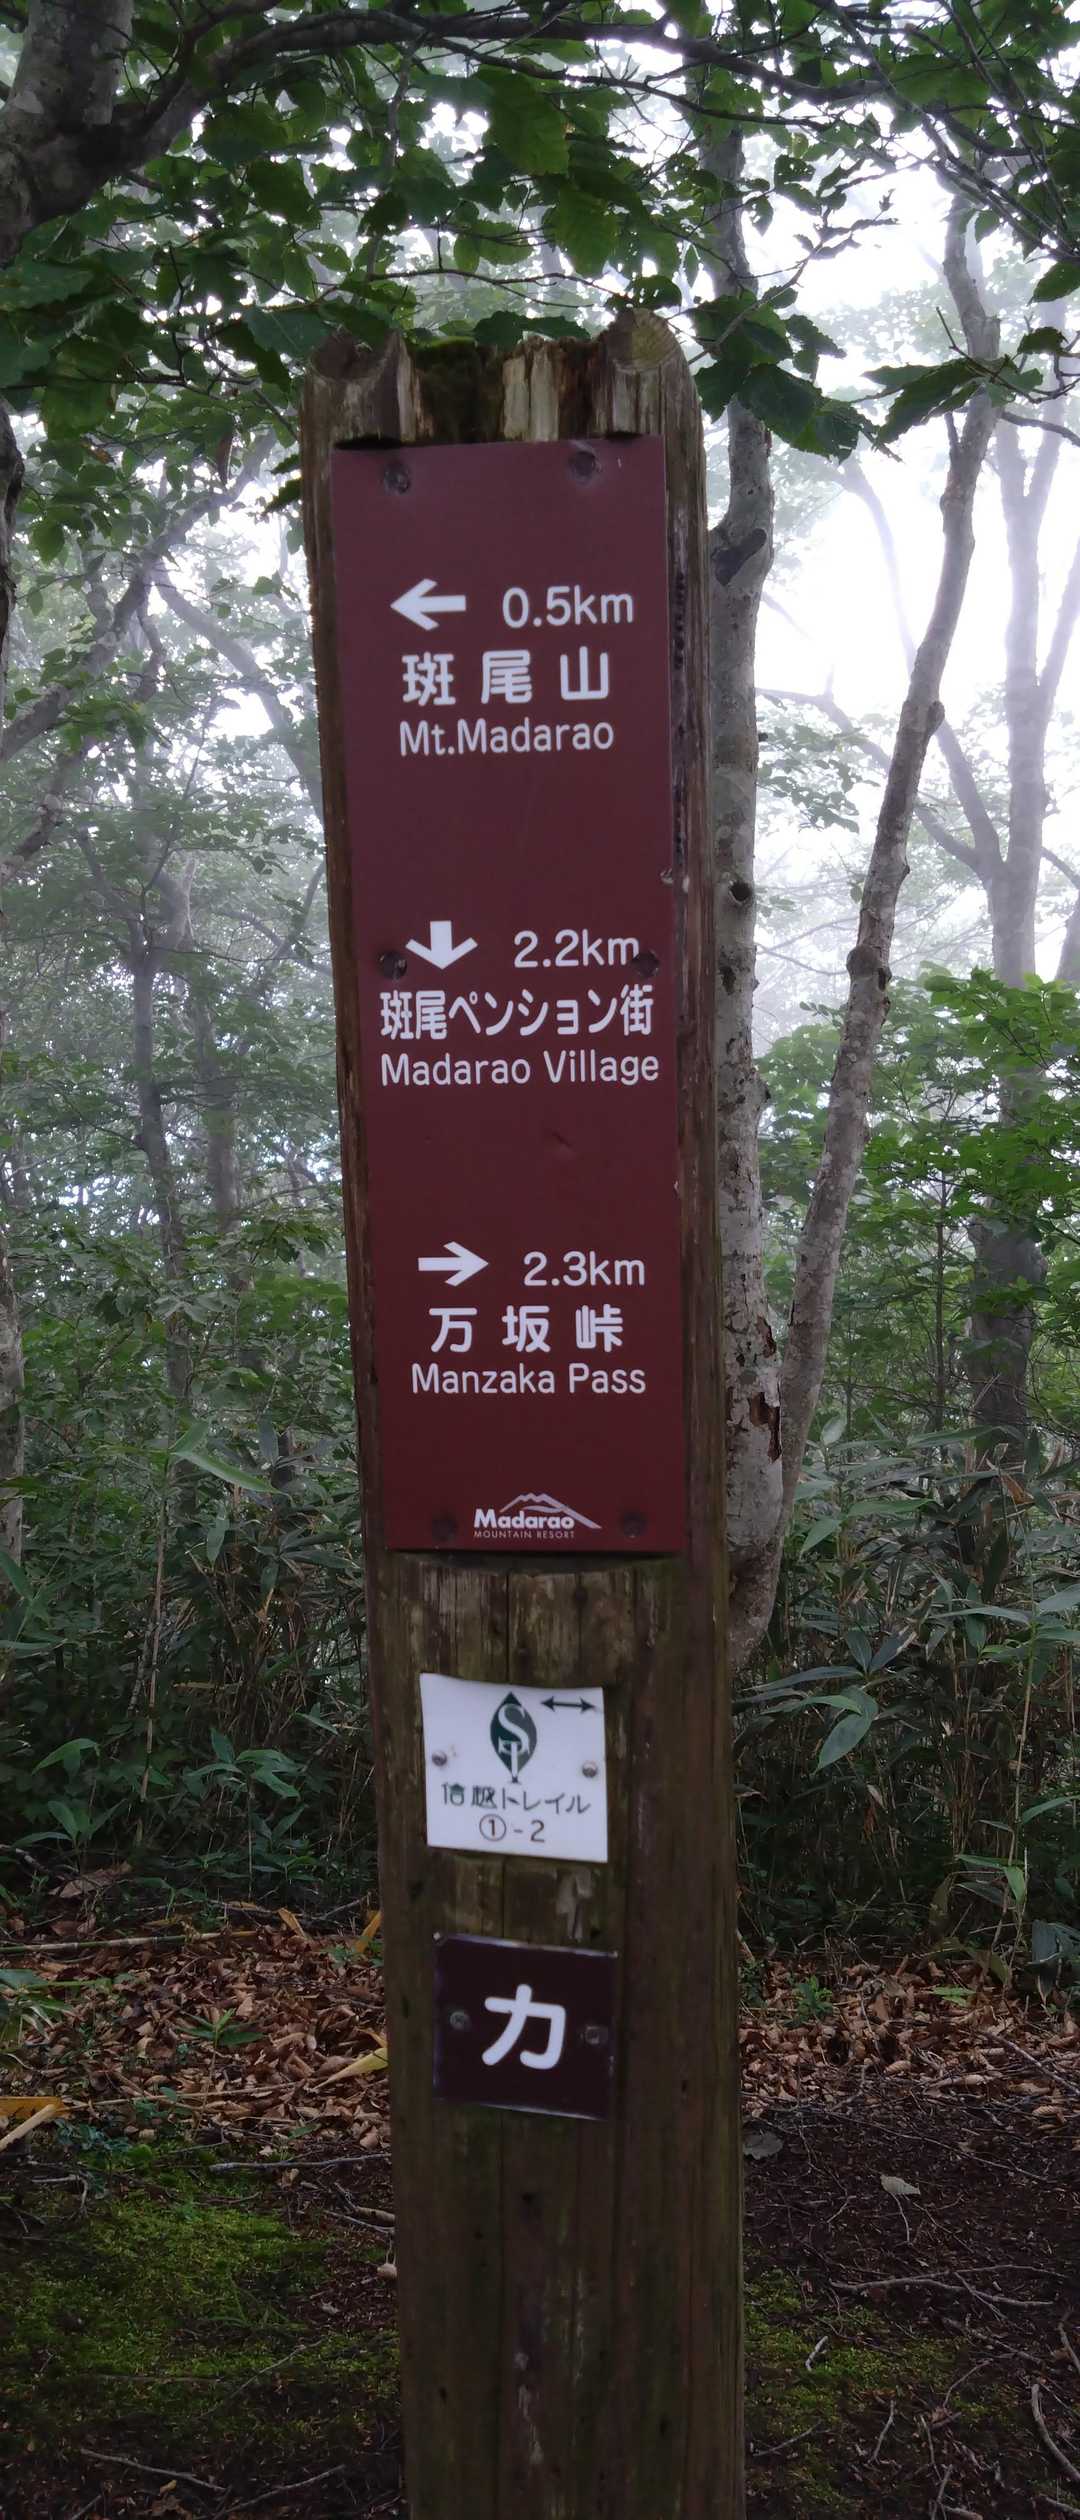 ← 0.5km
斑尾山
Mt.Madarao
↓ 2.2km
斑尾ペンション街
Madarao Village
→ 2.3km
万坂峠
Manzaka Pass
Madarao
MOUNTAIN RESORT
↔
ST
信越トレイル
①-2
カ